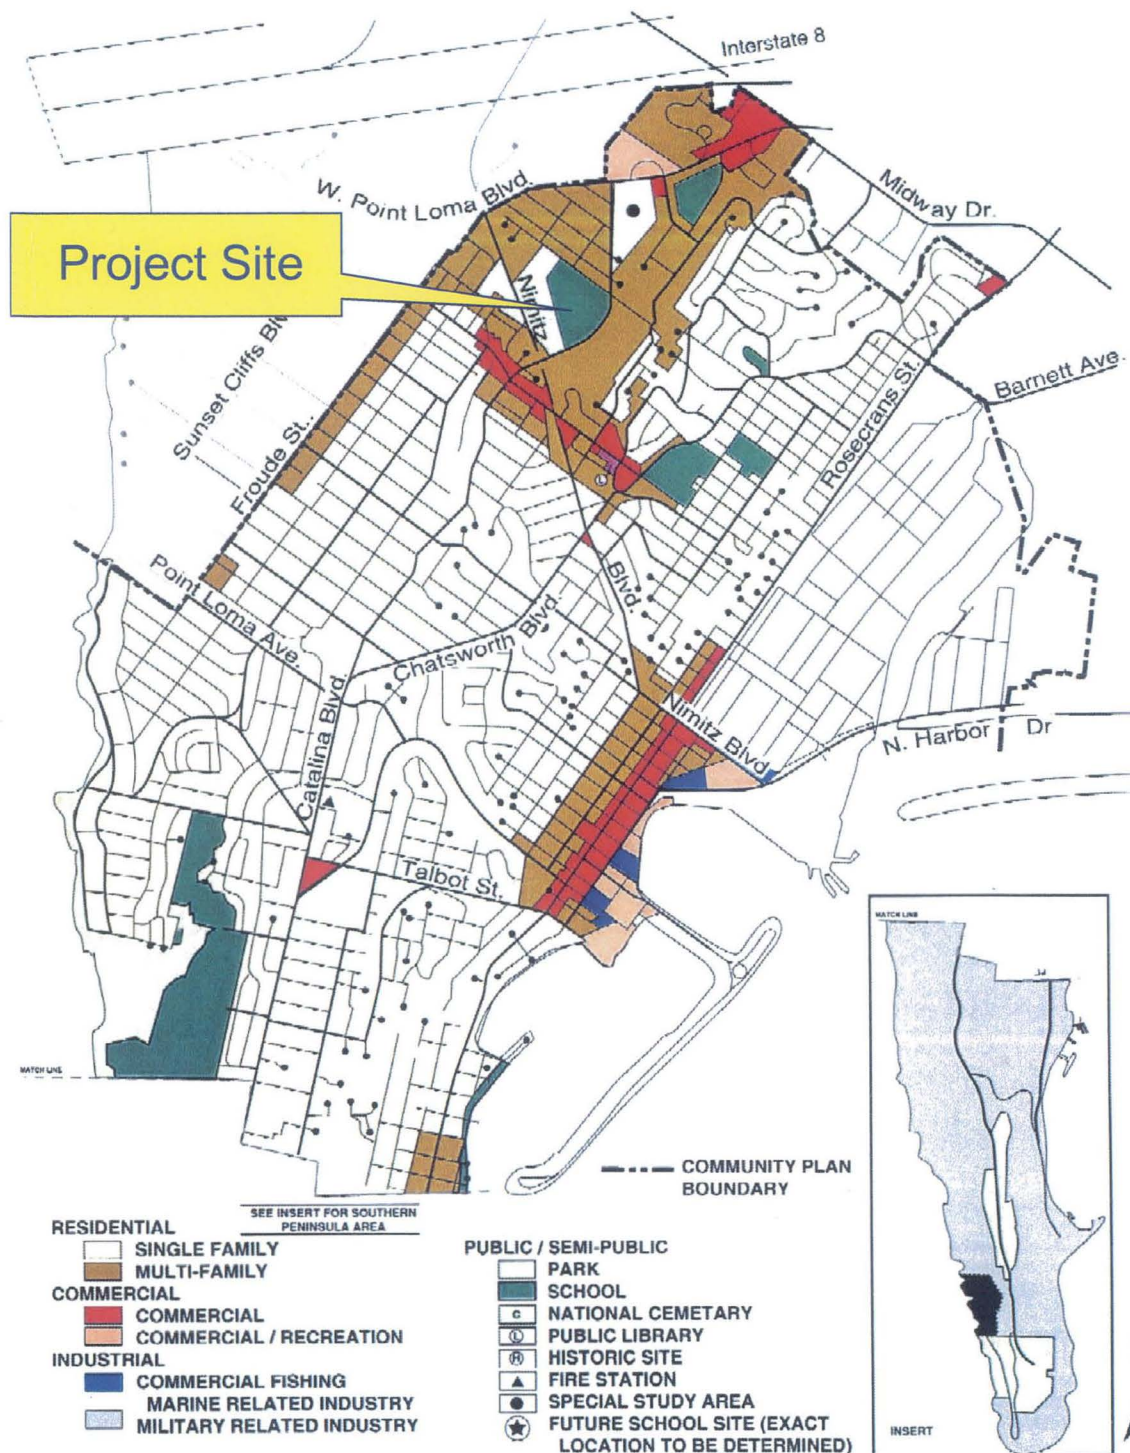 Interstate 8
W. Point Loma Blvd.
Midway Dr.
Project Site
Nimitz
Sunset Cliffs Bl
Barnett Ave.
Rosecrans St.
Froude St.
L
Point Loma Ave.
Blvd.
Chatsworth Blvd.
Catalina Blvd.
Nimitz Blvd.
N. Harbor Dr
Talbot St.
MATCH LINE
MATCH LINE
COMMUNITY PLAN
BOUNDARY
SEE INSERT FOR SOUTHERN
PENINSULA AREA
RESIDENTIAL
SINGLE FAMILY
MULTI-FAMILY
COMMERCIAL
COMMERCIAL
COMMERCIAL / RECREATION
INDUSTRIAL
COMMERCIAL FISHING
MARINE RELATED INDUSTRY
MILITARY RELATED INDUSTRY
PUBLIC / SEMI-PUBLIC
PARK
SCHOOL
C NATIONAL CEMETARY
L PUBLIC LIBRARY
H HISTORIC SITE
FIRE STATION
SPECIAL STUDY AREA
FUTURE SCHOOL SITE (EXACT
LOCATION TO BE DETERMINED)
INSERT